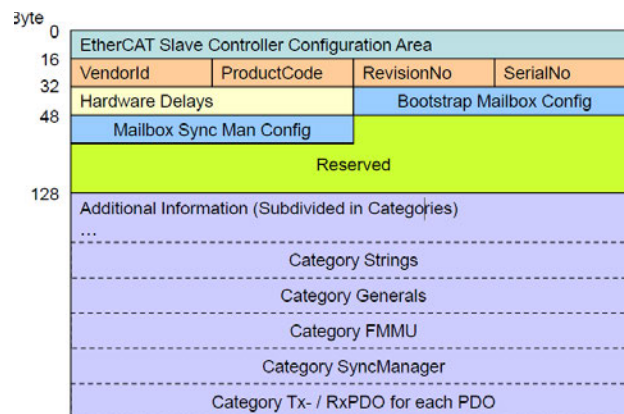 Byte
0
EtherCAT Slave Controller Configuration Area
16
VendorId ProductCode RevisionNo SerialNo
32
Hardware Delays Bootstrap Mailbox Config
48
Mailbox Sync Man Config
Reserved
128
Additional Information (Subdivided in Categories)
...
Category Strings
Category Generals
Category FMMU
Category SyncManager
Category Tx- / RxPDO for each PDO